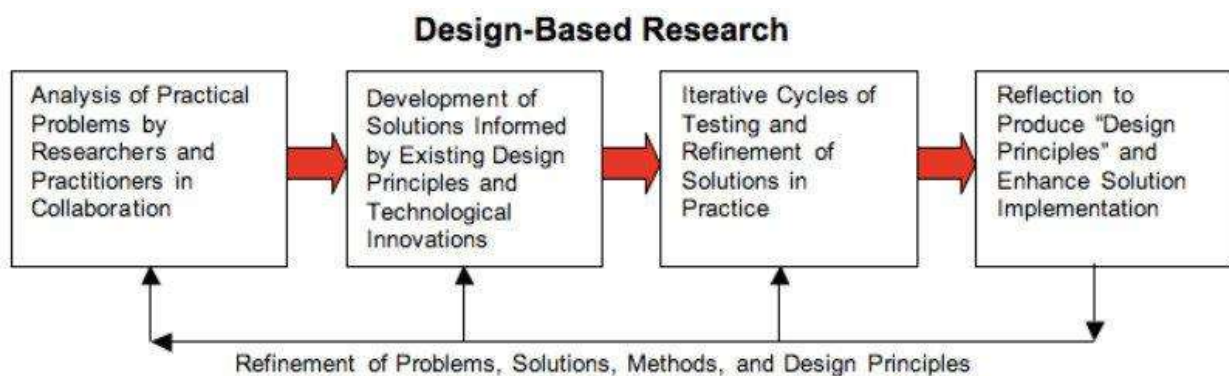 Design-Based Research
Analysis of Practical
Problems by
Researchers and
Practitioners in
Collaboration
Development of
Solutions Informed
by Existing Design
Principles and
Technological
Innovations
Iterative Cycles of
Testing and
Refinement of
Solutions in
Practice
Reflection to
Produce “Design
Principles” and
Enhance Solution
Implementation
Refinement of Problems, Solutions, Methods, and Design Principles